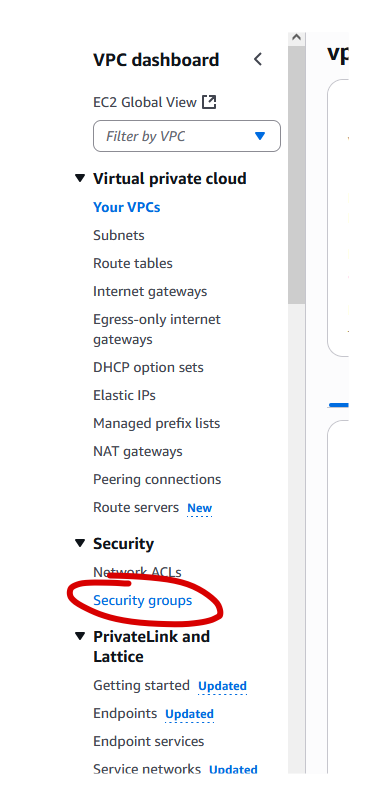 VPC dashboard
vp
EC2 Global View
Filter by VPC
Virtual private cloud
Your VPCs
Subnets
Route tables
Internet gateways
Egress-only internet
gateways
DHCP option sets
Elastic IPs
Managed prefix lists
NAT gateways
Peering connections
Route servers New
Security
Network ACLs
Security groups
PrivateLink and
Lattice
Getting started Updated
Endpoints Updated
Endpoint services
Service networks Updated